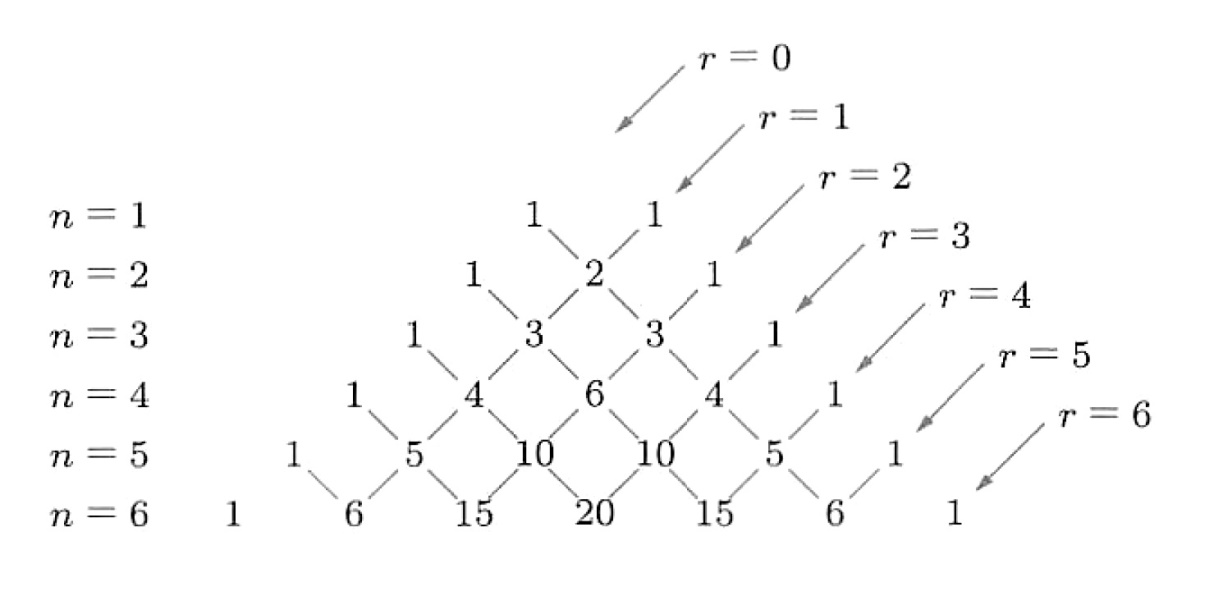 r = 0
r = 1
r = 2
n = 1 1 1
r = 3
n = 2 1 2 1
r = 4
n = 3 1 3 3 1
r = 5
n = 4 1 4 6 4 1
r = 6
n = 5 1 5 10 10 5 1
n = 6 1 6 15 20 15 6 1